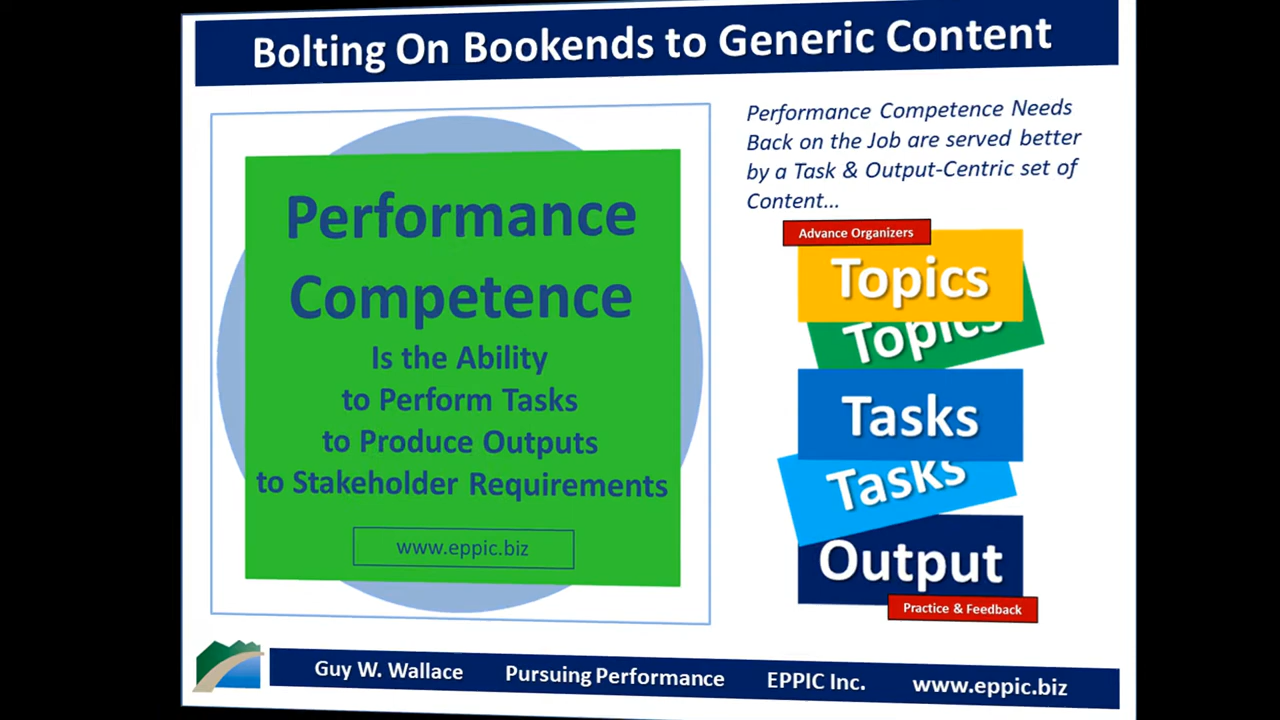 Bolting On Bookends to Generic Content
Performance
Competence
Is the Ability
to Perform Tasks
to Produce Outputs
to Stakeholder Requirements
www.eppic.biz
Performance Competence Needs
Back on the Job are served better
by a Task & Output-Centric set of
Content...
Advance Organizers
Topics
Topics
Tasks
Tasks
Output
Practice & Feedback
Guy W. Wallace Pursuing Performance EPPIC Inc. www.eppic.biz